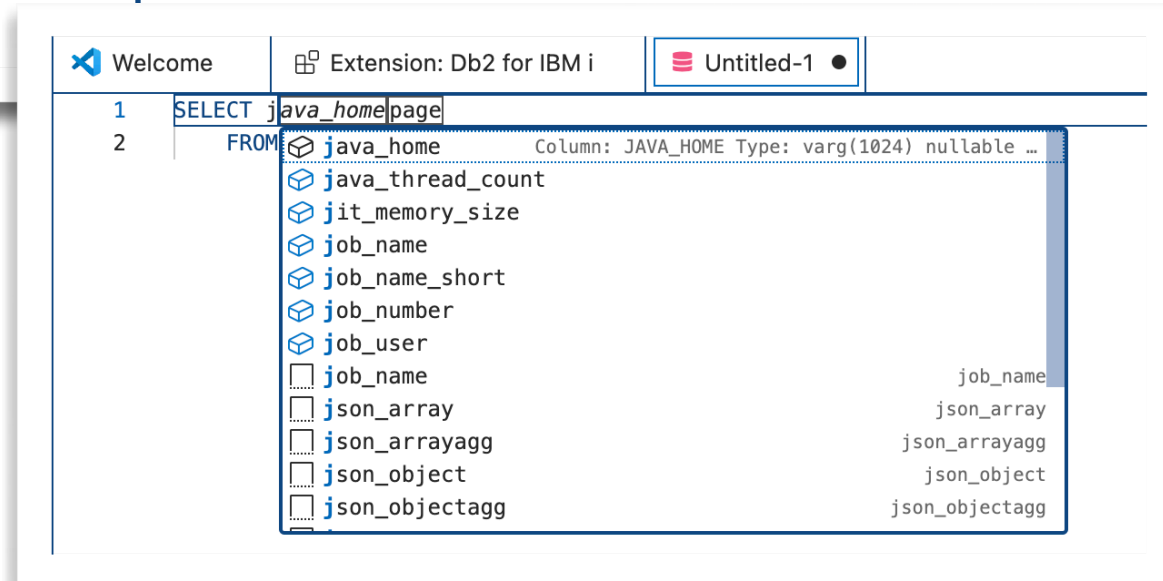 Welcome
Extension: Db2 for IBM i
Untitled-1
1 SELECT java_homepage
2 FROM
java_home Column: JAVA_HOME Type: varg(1024) nullable …
java_thread_count
jit_memory_size
job_name
job_name_short
job_number
job_user
job_name job_name
json_array json_array
json_arrayagg json_arrayagg
json_object json_object
json_objectagg json_objectagg